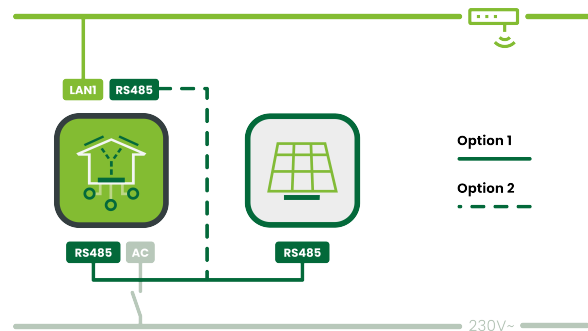 LAN1 RS485
Option 1
Option 2
RS485 AC RS485
230V~